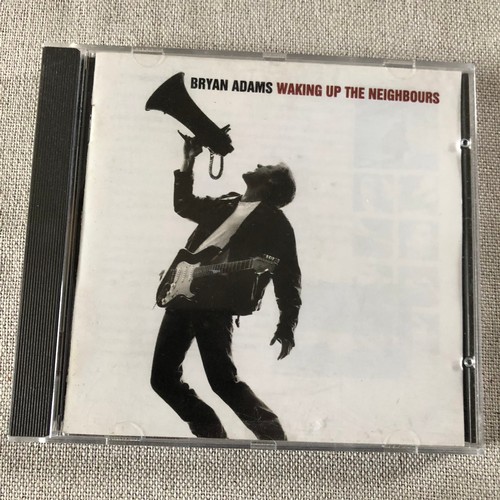 BRYAN ADAMS WAKING UP THE NEIGHBOURS